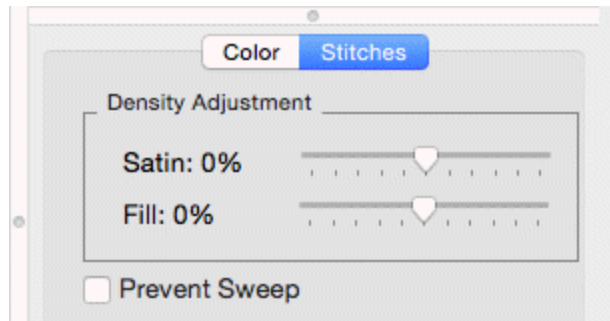 Color Stitches
Density Adjustment
Satin: 0%
Fill: 0%
Prevent Sweep